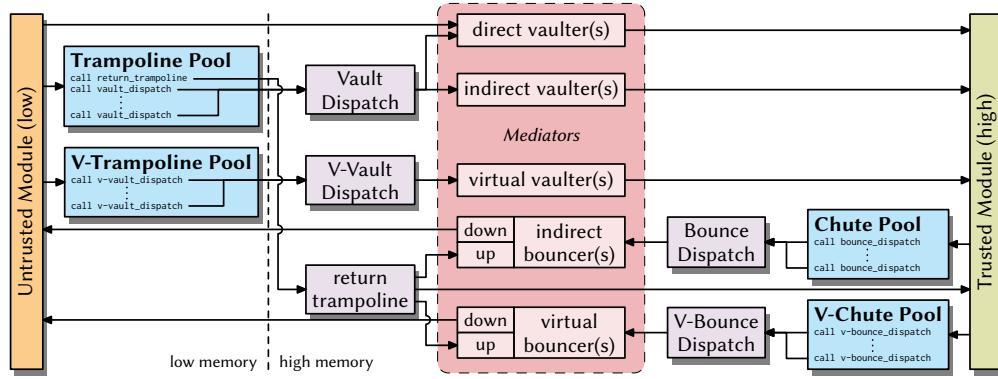 Untrusted Module (low)
Trampoline Pool
call return_trampoline
call vault_dispatch
call vault_dispatch
V-Trampoline Pool
call v-vault_dispatch
call v-vault_dispatch
low memory
high memory
Vault
Dispatch
V-Vault
Dispatch
return
trampoline
direct vaulter(s)
indirect vaulter(s)
Mediators
virtual vaulter(s)
down
up
indirect
bouncer(s)
down
up
virtual
bouncer(s)
Bounce
Dispatch
V-Bounce
Dispatch
Chute Pool
call bounce_dispatch
call bounce_dispatch
V-Chute Pool
call v-bounce_dispatch
call v-bounce_dispatch
Trusted Module (high)